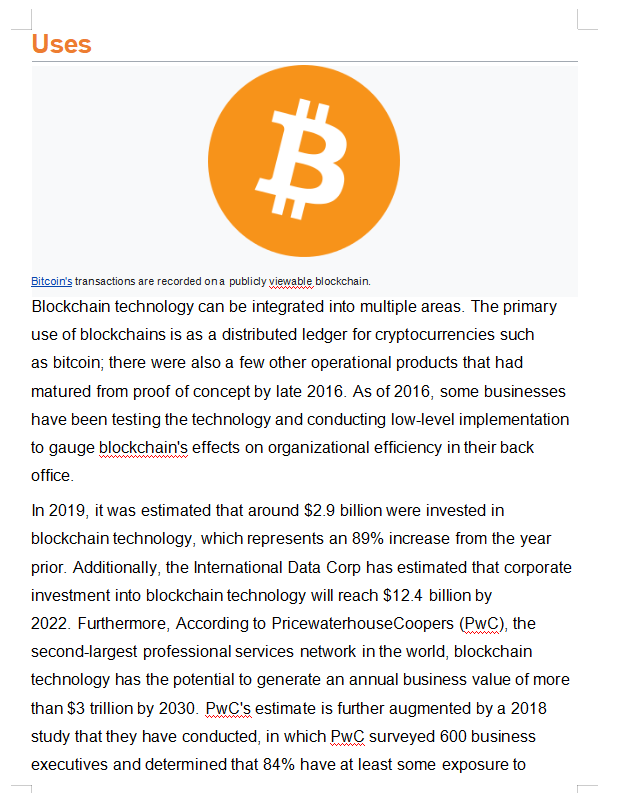 Uses
Bitcoin's transactions are recorded on a publicly viewable blockchain.
Blockchain technology can be integrated into multiple areas. The primary
use of blockchains is as a distributed ledger for cryptocurrencies such
as bitcoin; there were also a few other operational products that had
matured from proof of concept by late 2016. As of 2016, some businesses
have been testing the technology and conducting low-level implementation
to gauge blockchain's effects on organizational efficiency in their back
office.
In 2019, it was estimated that around $2.9 billion were invested in
blockchain technology, which represents an 89% increase from the year
prior. Additionally, the International Data Corp has estimated that corporate
investment into blockchain technology will reach $12.4 billion by
2022. Furthermore, According to PricewaterhouseCoopers (PwC), the
second-largest professional services network in the world, blockchain
technology has the potential to generate an annual business value of more
than $3 trillion by 2030. PwC's estimate is further augmented by a 2018
study that they have conducted, in which PwC surveyed 600 business
executives and determined that 84% have at least some exposure to